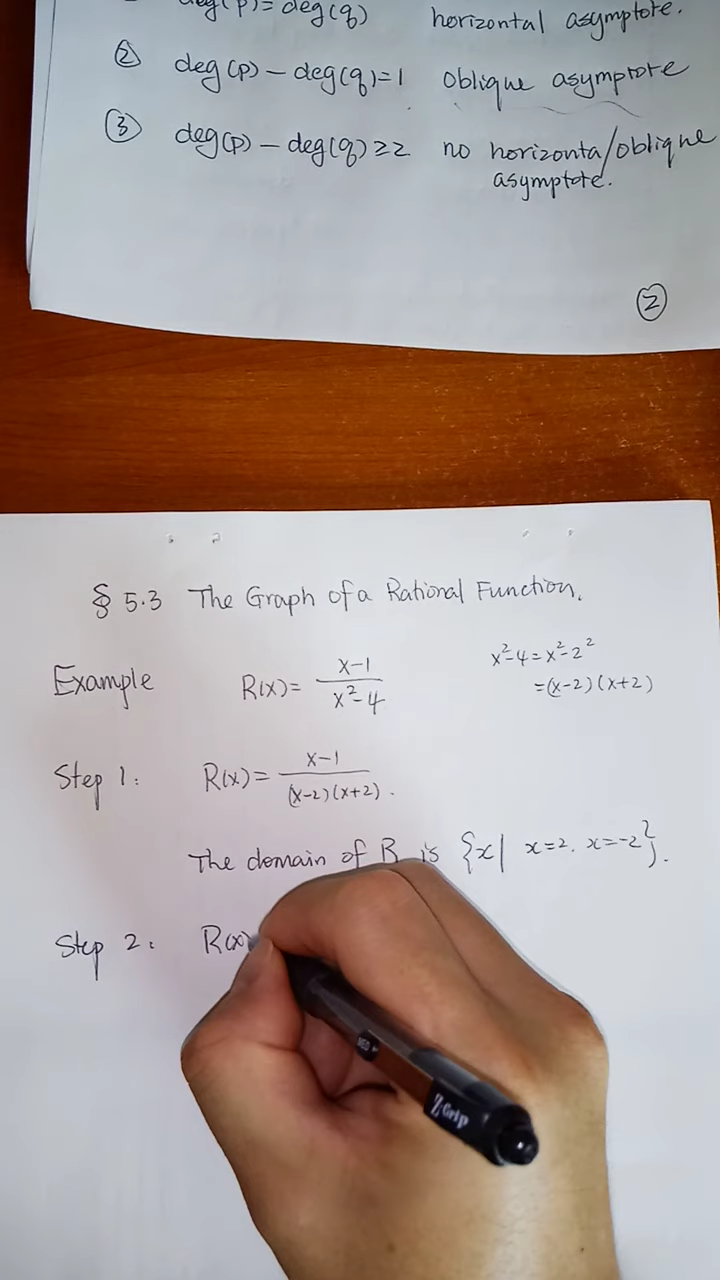 deg(p)=deg(q) horizontal asymptote.
② deg(p)-deg(q)=1 oblique asymptote
③ deg(p)-deg(q)≥2 no horizonta/oblique
asymptote.
②
§ 5.3 The Graph of a Rational Function.
Example R(x)= x-1 / x²-4 x²-4=x²-2²
=(x-2)(x+2)
Step 1: R(x)= x-1 / (x-2)(x+2).
The domain of R is {x| x=2. x=-2}.
Step 2: R(x)
Z-Grip